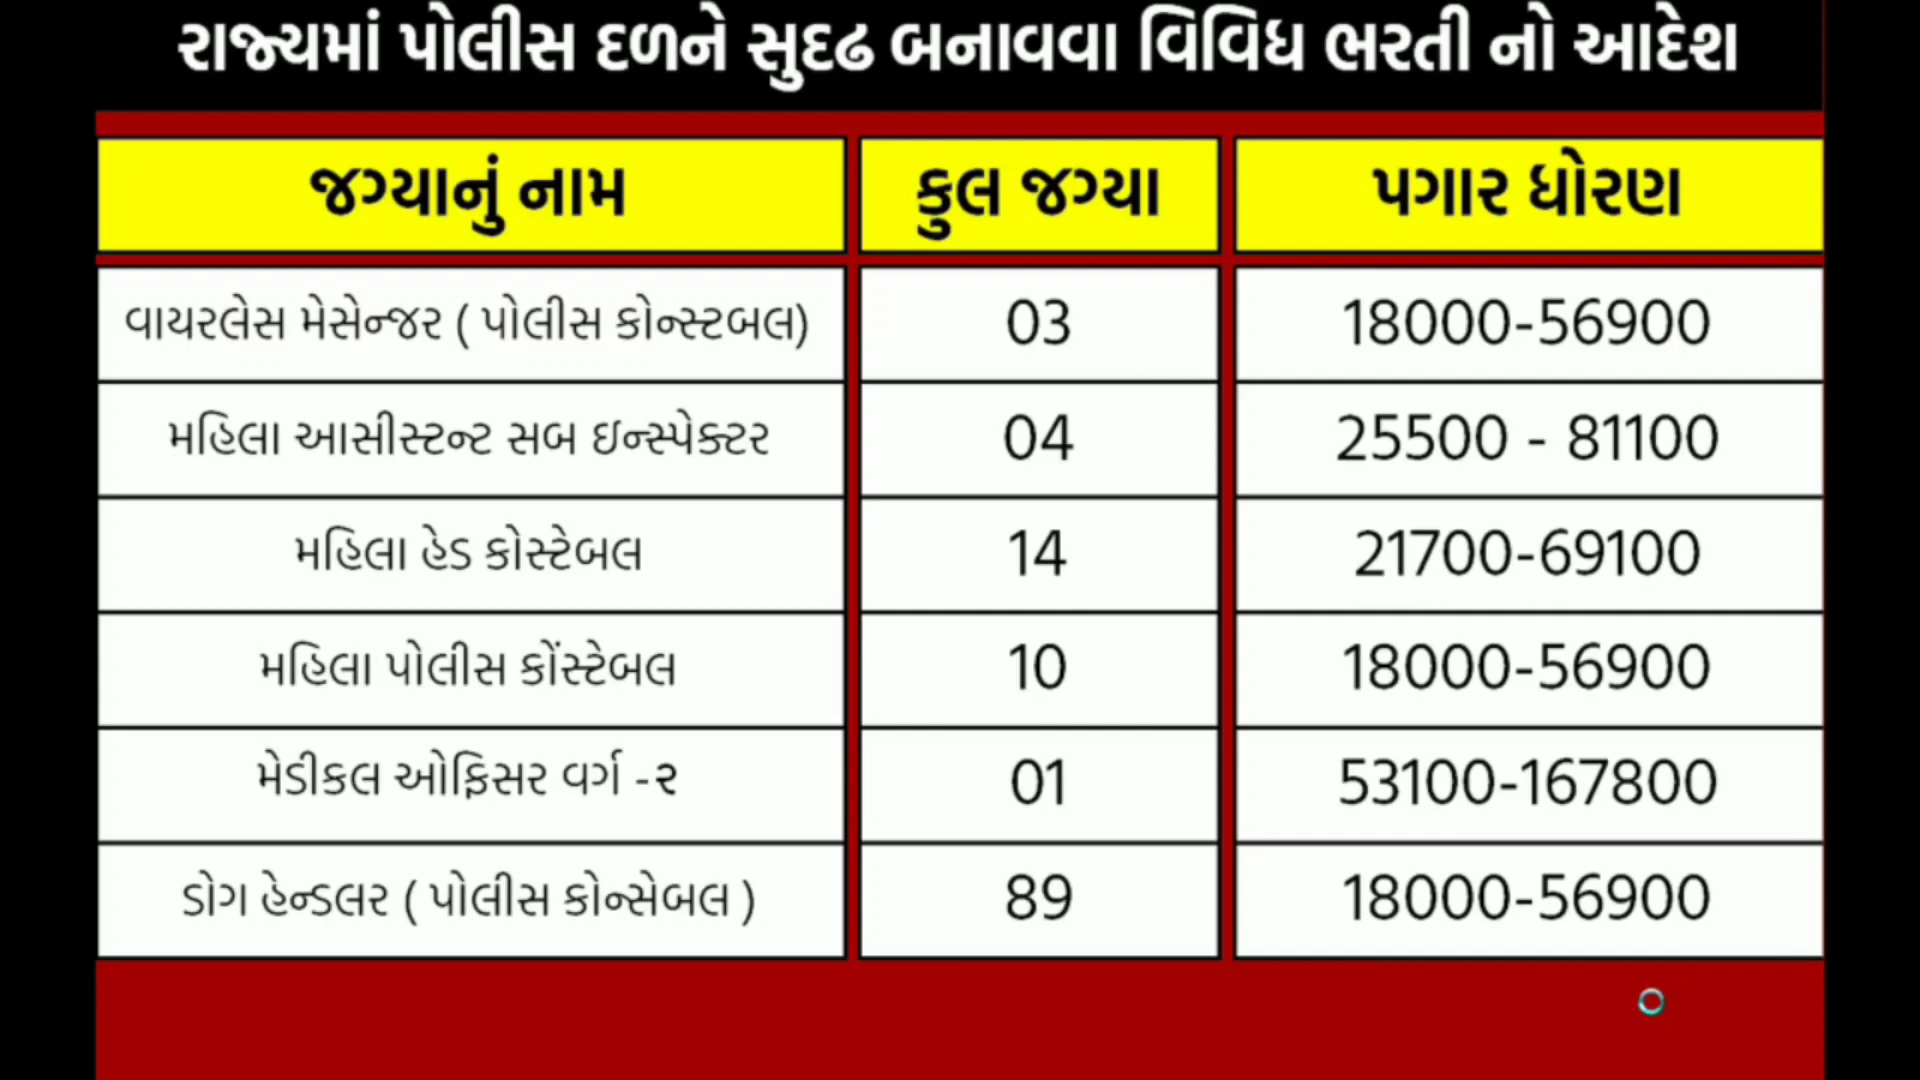 રાજ્યમાં પોલીસ દળને સુદઢ બનાવવા વિવિધ ભરતી નો આદેશ
જગ્યાનું નામ કુલ જગ્યા પગાર ધોરણ
વાયરલેસ મેસેન્જર ( પોલીસ કોન્સ્ટબલ) 03 18000-56900
મહિલા આસીસ્ટન્ટ સબ ઇન્સ્પેક્ટર 04 25500 - 81100
મહિલા હેડ કોસ્ટેબલ 14 21700-69100
મહિલા પોલીસ કોંસ્ટેબલ 10 18000-56900
મેડીકલ ઓફિસર વર્ગ -૨ 01 53100-167800
ડોગ હેન્ડલર ( પોલીસ કોન્સેબલ ) 89 18000-56900